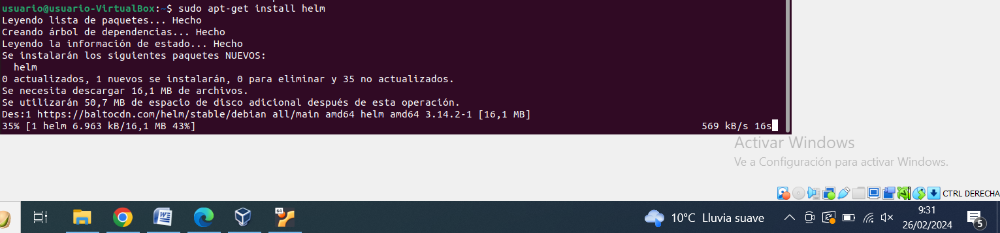 usuario@usuario-VirtualBox:~$ sudo apt-get install helm
Leyendo lista de paquetes... Hecho
Creando árbol de dependencias... Hecho
Leyendo la información de estado... Hecho
Se instalarán los siguientes paquetes NUEVOS:
  helm
0 actualizados, 1 nuevos se instalarán, 0 para eliminar y 35 no actualizados.
Se necesita descargar 16,1 MB de archivos.
Se utilizarán 50,7 MB de espacio de disco adicional después de esta operación.
Des:1 https://baltocdn.com/helm/stable/debian all/main amd64 helm amd64 3.14.2-1 [16,1 MB]
35% [1 helm 6.963 kB/16,1 MB 43%] 569 kB/s 16s
Activar Windows
Ve a Configuración para activar Windows.
CTRL DERECHA
64
10°C Lluvia suave
9:31
26/02/2024
5